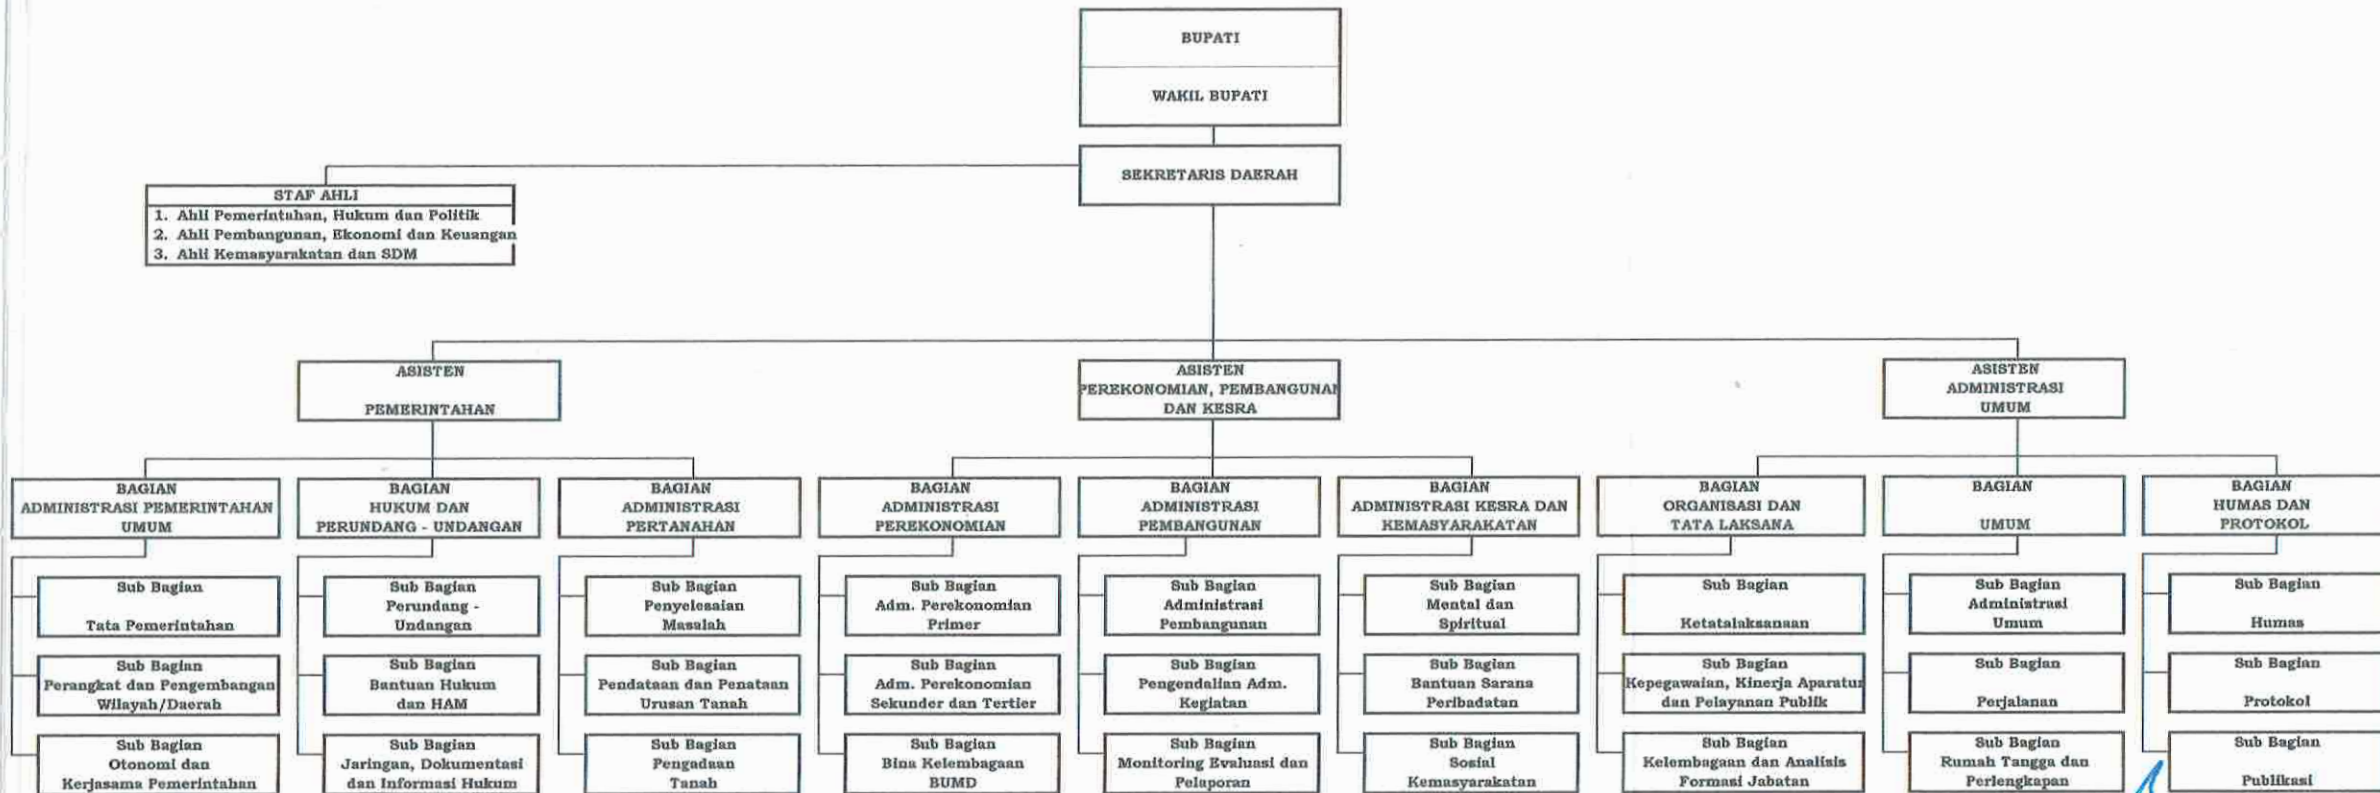 BUPATI
WAKIL BUPATI
SEKRETARIS DAERAH
STAF AHLI
1. Ahli Pemerintahan, Hukum dan Politik
2. Ahli Pembangunan, Ekonomi dan Keuangan
3. Ahli Kemasyarakatan dan SDM
ASISTEN
PEMERINTAHAN
ASISTEN
PEREKONOMIAN, PEMBANGUNAN
DAN KESRA
ASISTEN
ADMINISTRASI
UMUM
BAGIAN
ADMINISTRASI PEMERINTAHAN
UMUM
BAGIAN
HUKUM DAN
PERUNDANG - UNDANGAN
BAGIAN
ADMINISTRASI
PERTANAHAN
BAGIAN
ADMINISTRASI
PEREKONOMIAN
BAGIAN
ADMINISTRASI
PEMBANGUNAN
BAGIAN
ADMINISTRASI KESRA DAN
KEMASYARAKATAN
BAGIAN
ORGANISASI DAN
TATA LAKSANA
BAGIAN
UMUM
BAGIAN
HUMAS DAN
PROTOKOL
Sub Bagian
Tata Pemerintahan
Sub Bagian
Perundang -
Undangan
Sub Bagian
Penyelesaian
Masalah
Sub Bagian
Adm. Perekonomian
Primer
Sub Bagian
Administrasi
Pembangunan
Sub Bagian
Mental dan
Spiritual
Sub Bagian
Ketatalaksanaan
Sub Bagian
Administrasi
Umum
Sub Bagian
Humas
Sub Bagian
Perangkat dan Pengembangan
Wilayah/Daerah
Sub Bagian
Bantuan Hukum
dan HAM
Sub Bagian
Pendataan dan Penataan
Urusan Tanah
Sub Bagian
Adm. Perekonomian
Sekunder dan Tertier
Sub Bagian
Pengendalian Adm.
Kegiatan
Sub Bagian
Bantuan Sarana
Peribadatan
Sub Bagian
Kepegawaian, Kinerja Aparatur
dan Pelayanan Publik
Sub Bagian
Perjalanan
Sub Bagian
Protokol
Sub Bagian
Otonomi dan
Kerjasama Pemerintahan
Sub Bagian
Jaringan, Dokumentasi
dan Informasi Hukum
Sub Bagian
Pengadaan
Tanah
Sub Bagian
Bina Kelembagaan
BUMD
Sub Bagian
Monitoring Evaluasi dan
Pelaporan
Sub Bagian
Sosial
Kemasyarakatan
Sub Bagian
Kelembagaan dan Analisis
Formasi Jabatan
Sub Bagian
Rumah Tangga dan
Perlengkapan
Sub Bagian
Publikasi